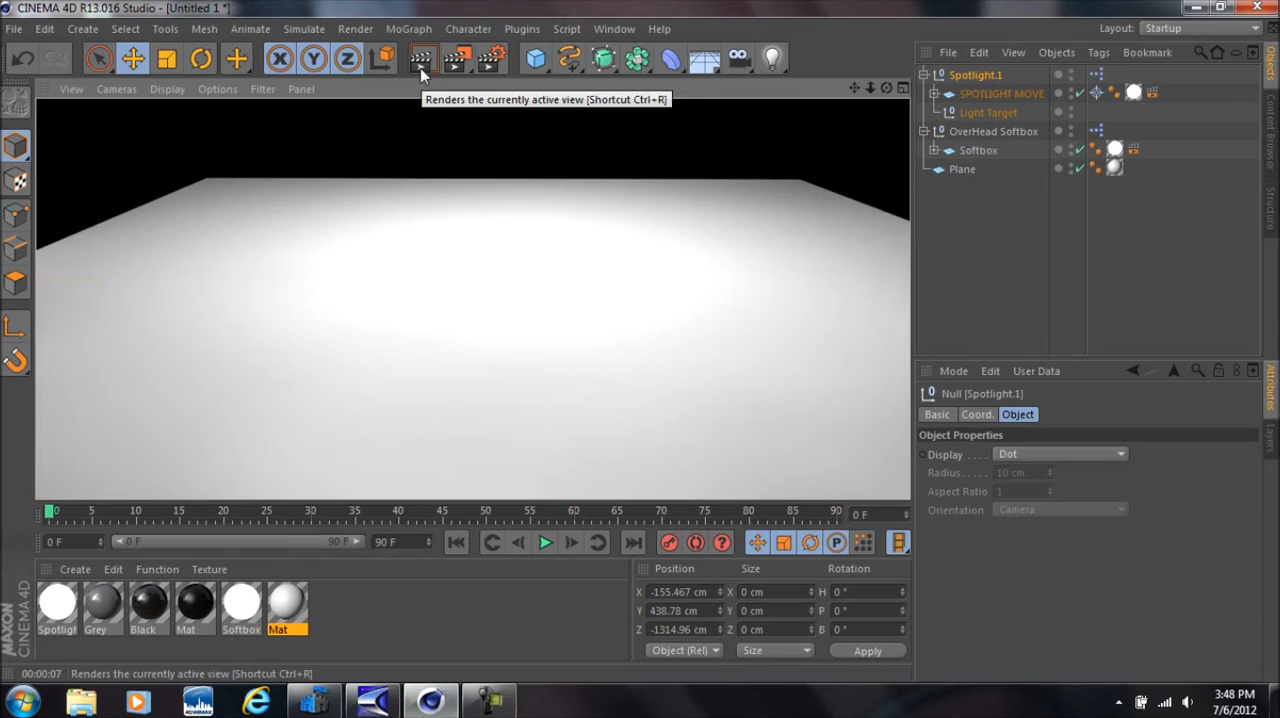 CINEMA 4D R13.016 Studio - [Untitled 1 *]
File Edit Create Select Tools Mesh Animate Simulate Render MoGraph Character Plugins Script Window Help Layout: Startup
X Y Z
File Edit View Objects Tags Bookmark
View Cameras Display Options Filter Panel
Renders the currently active view [Shortcut Ctrl+R]
Spotlight.1
SPOTLIGHT MOVE
Light Target
OverHead Softbox
Softbox
Plane
Objects
Content Browser
Structure
Mode Edit User Data
Null [Spotlight.1]
Basic Coord. Object
Object Properties
Display Dot
Radius 10 cm
Aspect Ratio 1
Orientation Camera
Attributes
Layers
0 5 10 15 20 25 30 35 40 45 50 55 60 65 70 75 80 85 90 0 F
0 F 0 F 90 F 90 F
Create Edit Function Texture
Spotligh Grey Black Mat Softbox Mat
Position Size Rotation
X -155.467 cm X 0 cm H 0 °
Y 438.78 cm Y 0 cm P 0 °
Z -1314.96 cm Z 0 cm B 0 °
Object (Rel) Size Apply
MAXON CINEMA 4D
00:00:07 Renders the currently active view [Shortcut Ctrl+R]
3:48 PM
7/6/2012